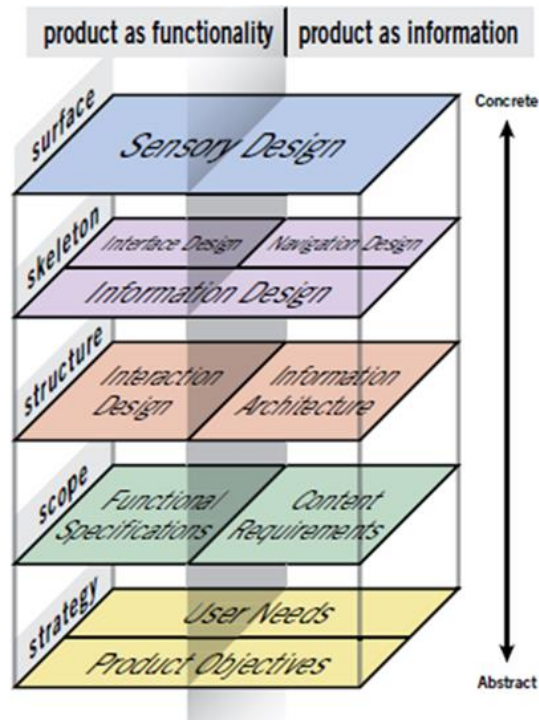 product as functionality product as information
Concrete
surface
Sensory Design
skeleton
Interface Design Navigation Design
Information Design
structure
Interaction Information
Design Architecture
scope
Functional Content
Specifications Requirements
strategy
User Needs
Product Objectives
Abstract